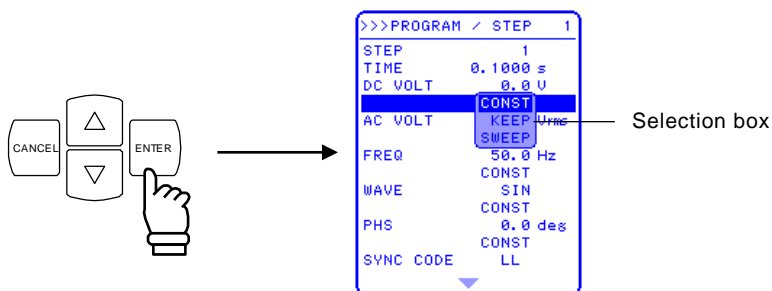 >>>PROGRAM / STEP 1
STEP 1
TIME 0.1000 s
DC VOLT 0.0 V
CONST
AC VOLT KEEP Vrms
SWEEP
FREQ 50.0 Hz
CONST
WAVE SIN
CONST
PHS 0.0 deg
CONST
SYNC CODE LL
Selection box
CANCEL
ENTER